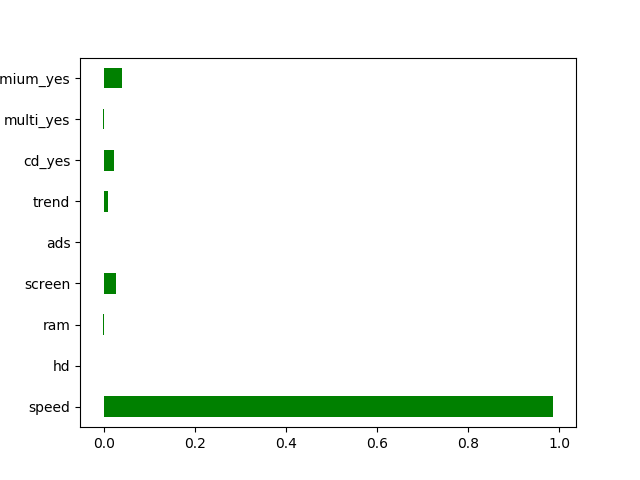 mium_yes
multi_yes
cd_yes
trend
ads
screen
ram
hd
speed
0.0 0.2 0.4 0.6 0.8 1.0